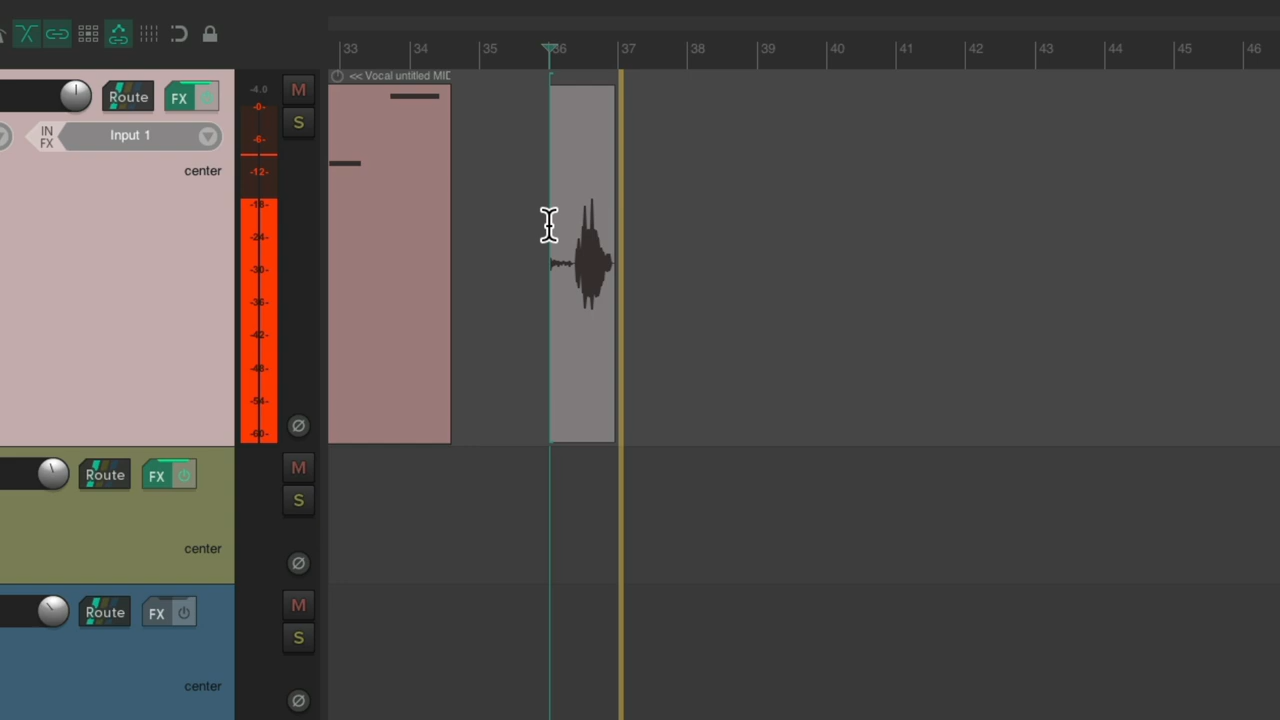 33 34 35 36 37 38 39 40 41 42 43 44 45 46
<< Vocal untitled MID
Route FX
IN FX
Input 1
center
-4.0
-0-
-6-
-12-
-18-
-24-
-30-
-36-
-42-
-48-
-54-
-60-
M
S
Ø
Route FX
center
M
S
Ø
Route FX
center
M
S
Ø